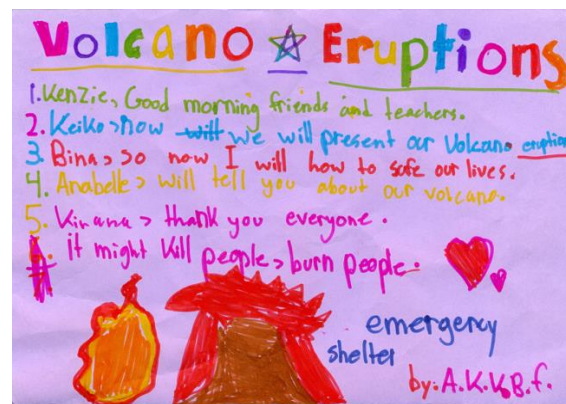 Volcano Eruptions
1. Kenzie, Good morning friends and teachers.
2. Keiko > now will we will present our Volcano eruption
3. Bina > so now I will how to safe our lives.
4. Anabelle > will tell you about our volcano.
5. Kinana > thank you everyone.
it might kill people > burn people.
emergency
shelter
by: A.K.K.B.f.